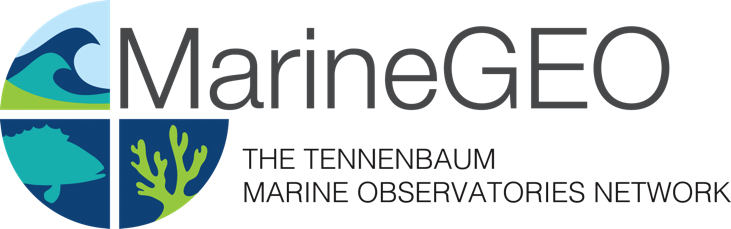 MarineGEO
THE TENNENBAUM
MARINE OBSERVATORIES NETWORK